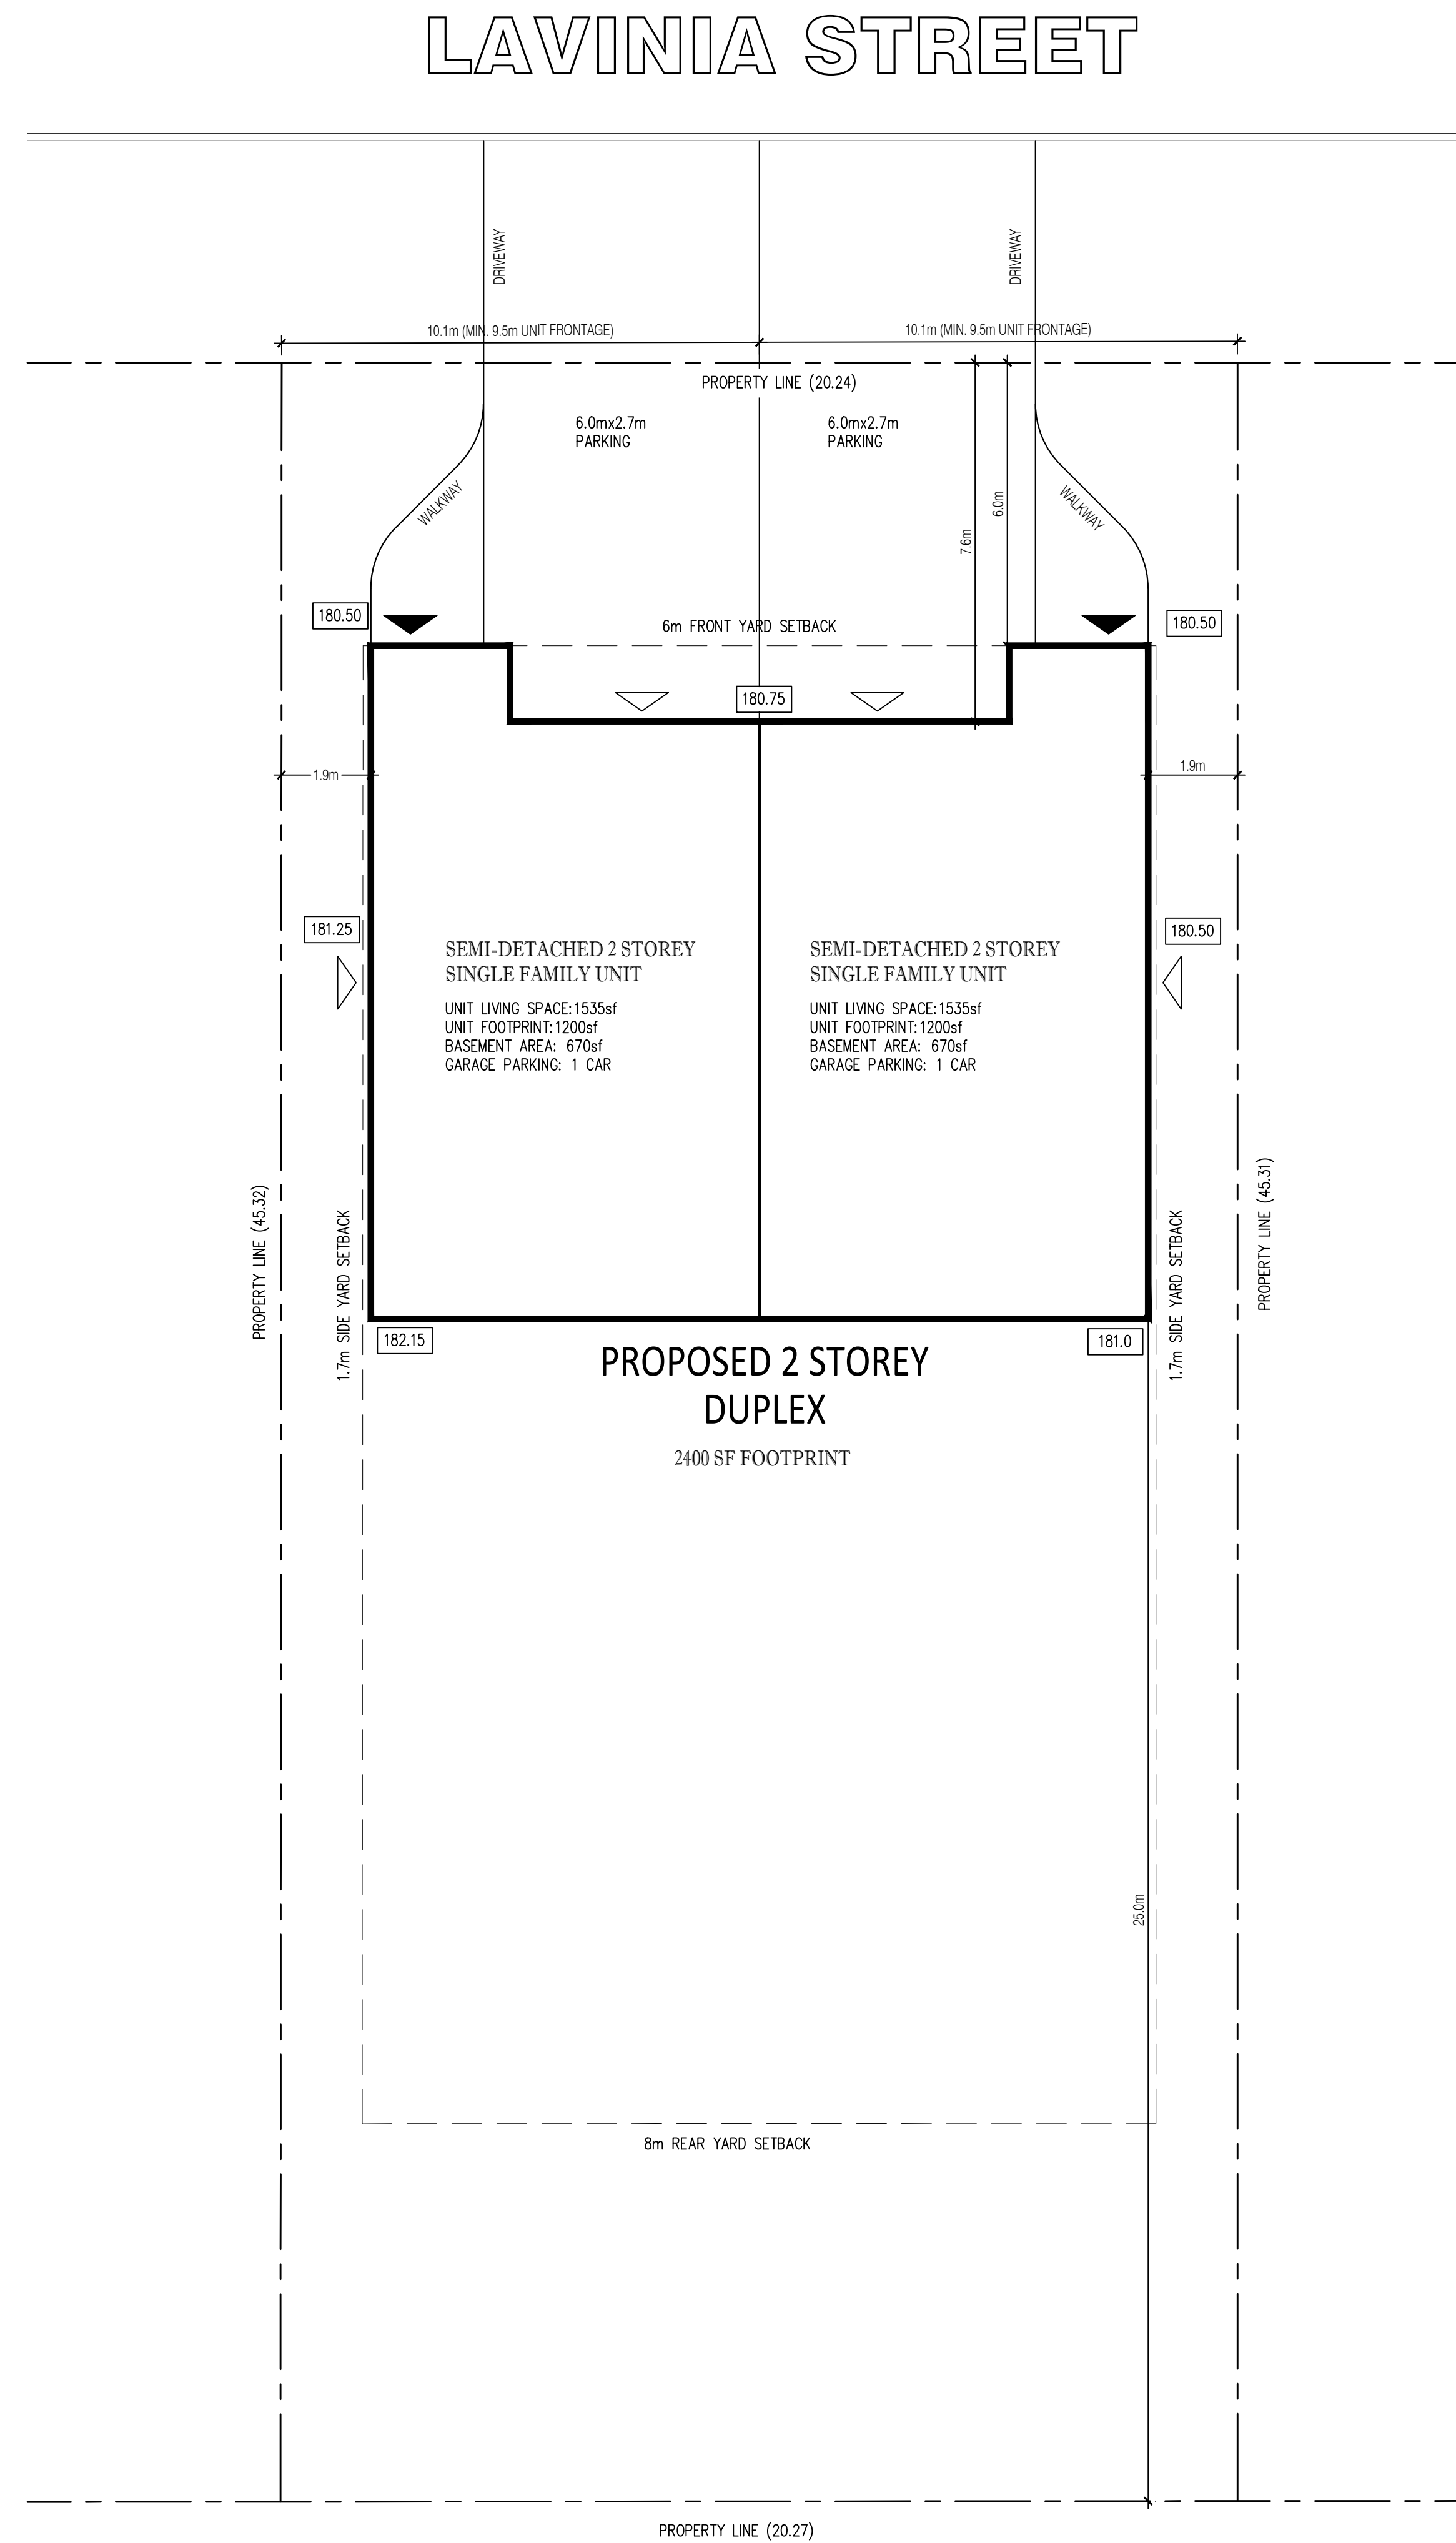 LAVINIA STREET
DRIVEWAY
DRIVEWAY
10.1m (MIN. 9.5m UNIT FRONTAGE)
10.1m (MIN. 9.5m UNIT FRONTAGE)
PROPERTY LINE (20.24)
6.0mx2.7m
PARKING
6.0mx2.7m
PARKING
WALKWAY
WALKWAY
6.0m
7.6m
180.50
180.50
6m FRONT YARD SETBACK
180.75
1.9m
1.9m
181.25
180.50
SEMI-DETACHED 2 STOREY
SINGLE FAMILY UNIT
UNIT LIVING SPACE:1535sf
UNIT FOOTPRINT:1200sf
BASEMENT AREA: 670sf
GARAGE PARKING: 1 CAR
SEMI-DETACHED 2 STOREY
SINGLE FAMILY UNIT
UNIT LIVING SPACE:1535sf
UNIT FOOTPRINT:1200sf
BASEMENT AREA: 670sf
GARAGE PARKING: 1 CAR
PROPERTY LINE (45.32)
1.7m SIDE YARD SETBACK
1.7m SIDE YARD SETBACK
PROPERTY LINE (45.31)
182.15
181.0
PROPOSED 2 STOREY
DUPLEX
2400 SF FOOTPRINT
25.0m
8m REAR YARD SETBACK
PROPERTY LINE (20.27)